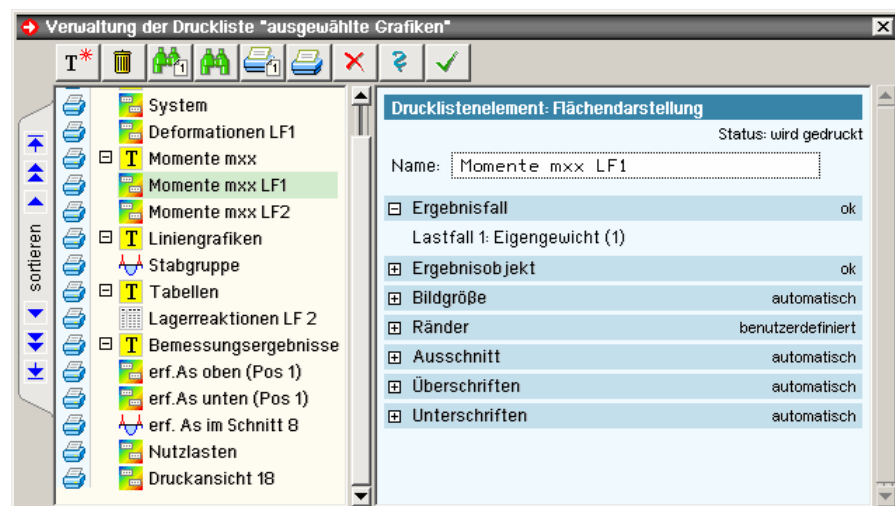 Verwaltung der Druckliste "ausgewählte Grafiken"
T* 1 1
sortieren
System
Deformationen LF1
T Momente mxx
Momente mxx LF1
Momente mxx LF2
T Liniengrafiken
Stabgruppe
T Tabellen
Lagerreaktionen LF 2
T Bemessungsergebnisse
erf.As oben (Pos 1)
erf.As unten (Pos 1)
erf. As im Schnitt 8
Nutzlasten
Druckansicht 18
Drucklistenelement: Flächendarstellung
Status: wird gedruckt
Name: Momente mxx LF1
Ergebnisfall ok
Lastfall 1: Eigengewicht (1)
Ergebnisobjekt ok
Bildgröße automatisch
Ränder benutzerdefiniert
Ausschnitt automatisch
Überschriften automatisch
Unterschriften automatisch